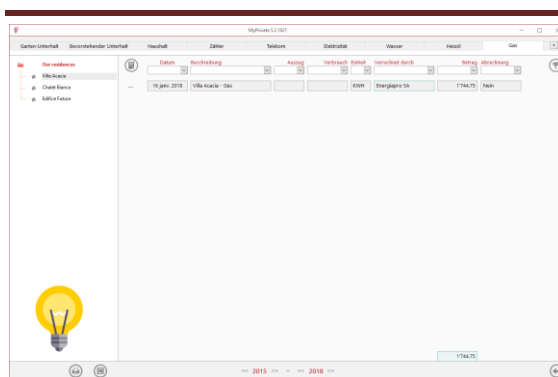 MyPrivate 5.2.1021
Garten-Unterhalt Bevorstehender Unterhalt Haushalt Zähler Telekom Elektrizität Wasser Heizöl Gas
Our residences
Villa Acacia
Chalet Bianca
Edifice Futura
Datum Beschreibung Auszug Verbrauch Einheit Verrechnet durch Betrag Abrechnung
16 janv. 2018 Villa Acacia - Gas KWH Energiapro SA 1'744.75 Nein
1'744.75
<< 2015 >> - << 2018 >>